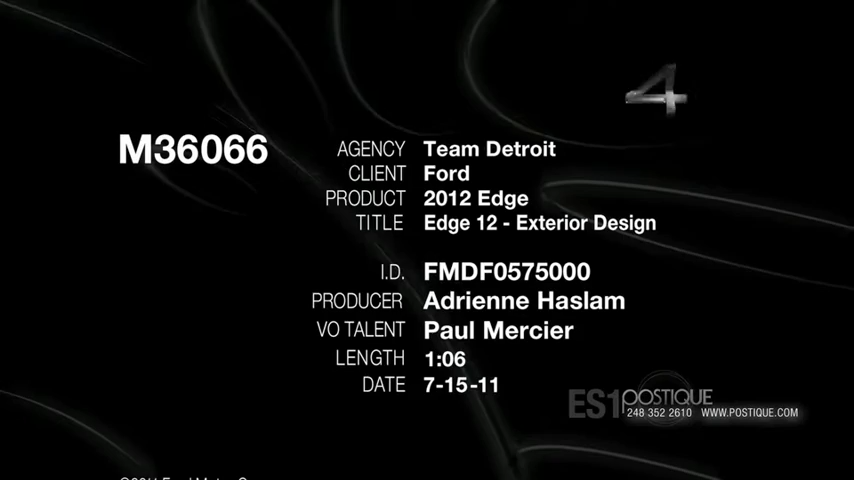 4
M36066
AGENCY Team Detroit
CLIENT Ford
PRODUCT 2012 Edge
TITLE Edge 12 - Exterior Design
I.D. FMDF0575000
PRODUCER Adrienne Haslam
VO TALENT Paul Mercier
LENGTH 1:06
DATE 7-15-11
ES1 POSTIQUE
248 352 2610 WWW.POSTIQUE.COM